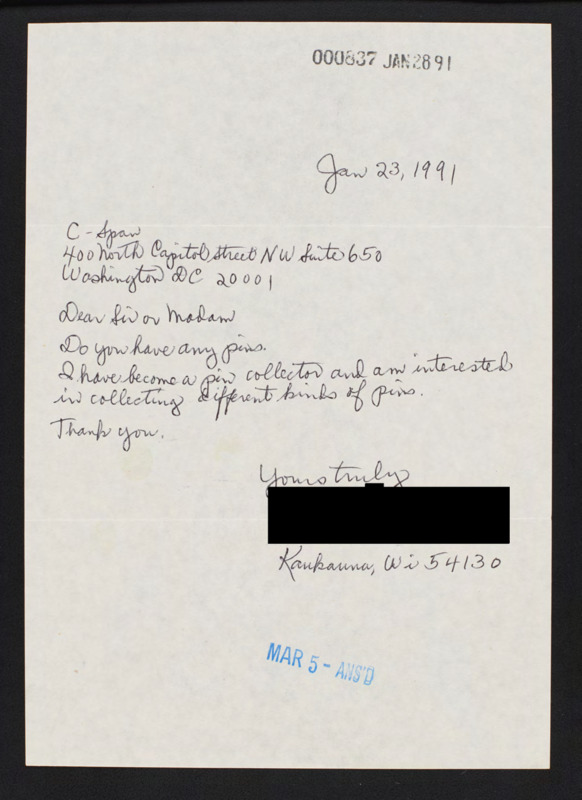 000837 JAN 28 91
Jan 23, 1991
C-Span
400 North Capitol Street NW Suite 650
Washington DC 20001
Dear Sir or Madam
Do you have any pins.
I have become a pin collector and am interested
in collecting different kinds of pins.
Thank you.
Yours truly
Kaukauna, Wi 54130
MAR 5 - ANS'D